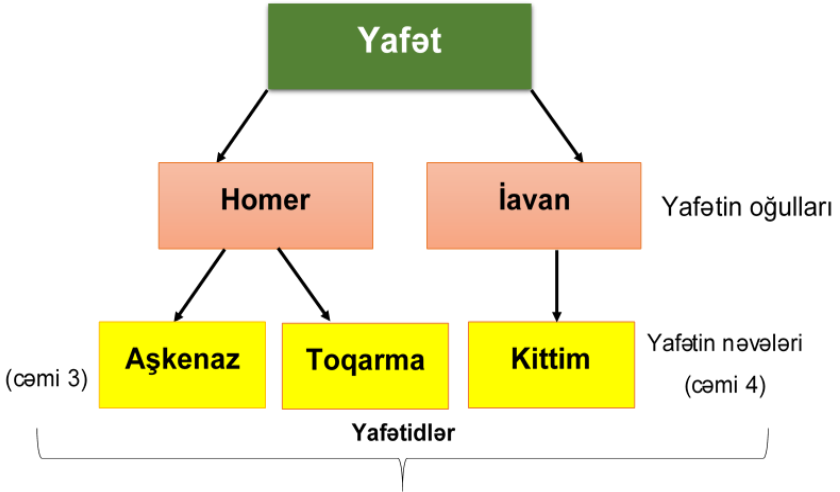 Yafət
Homer
İavan
Yafətin oğulları
Aşkenaz
Toqarma
Kittim
Yafətin nəvələri
(cəmi 3)
(cəmi 4)
Yafətidlər